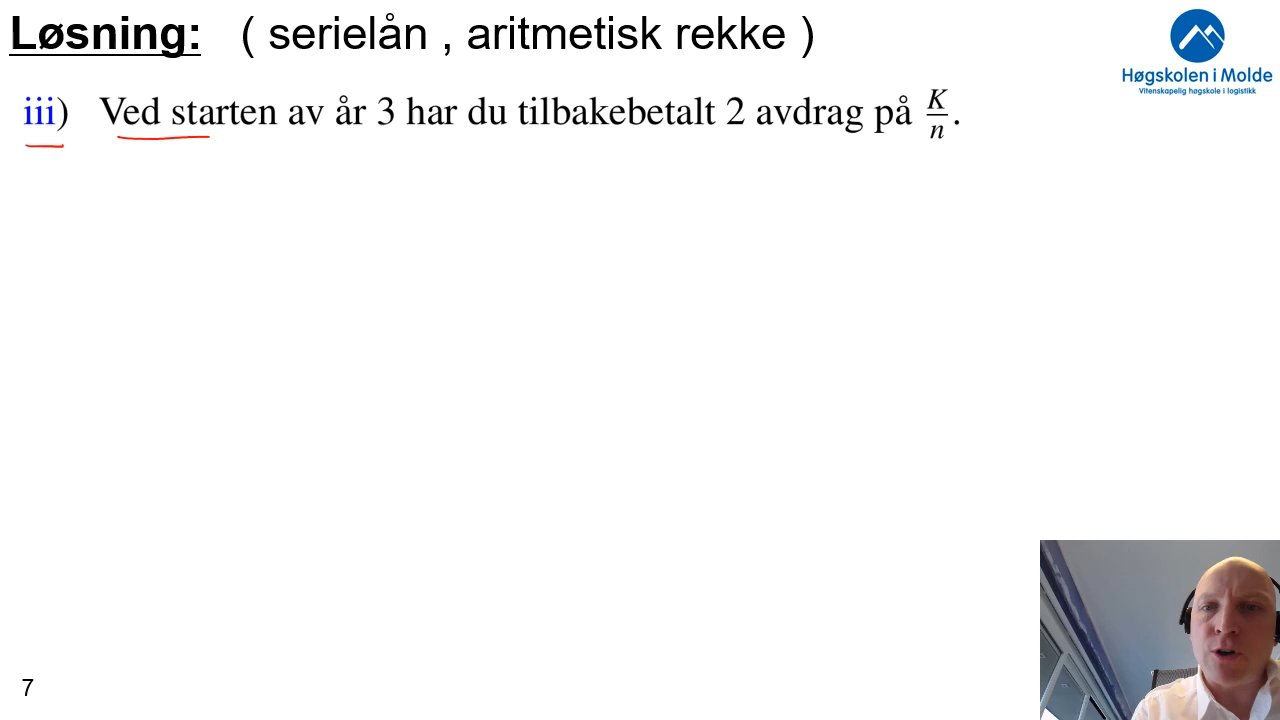 Løsning: ( serielån , aritmetisk rekke )
Høgskolen i Molde
Vitenskapelig høgskole i logistikk
iii) Ved starten av år 3 har du tilbakebetalt 2 avdrag på K/n.
7